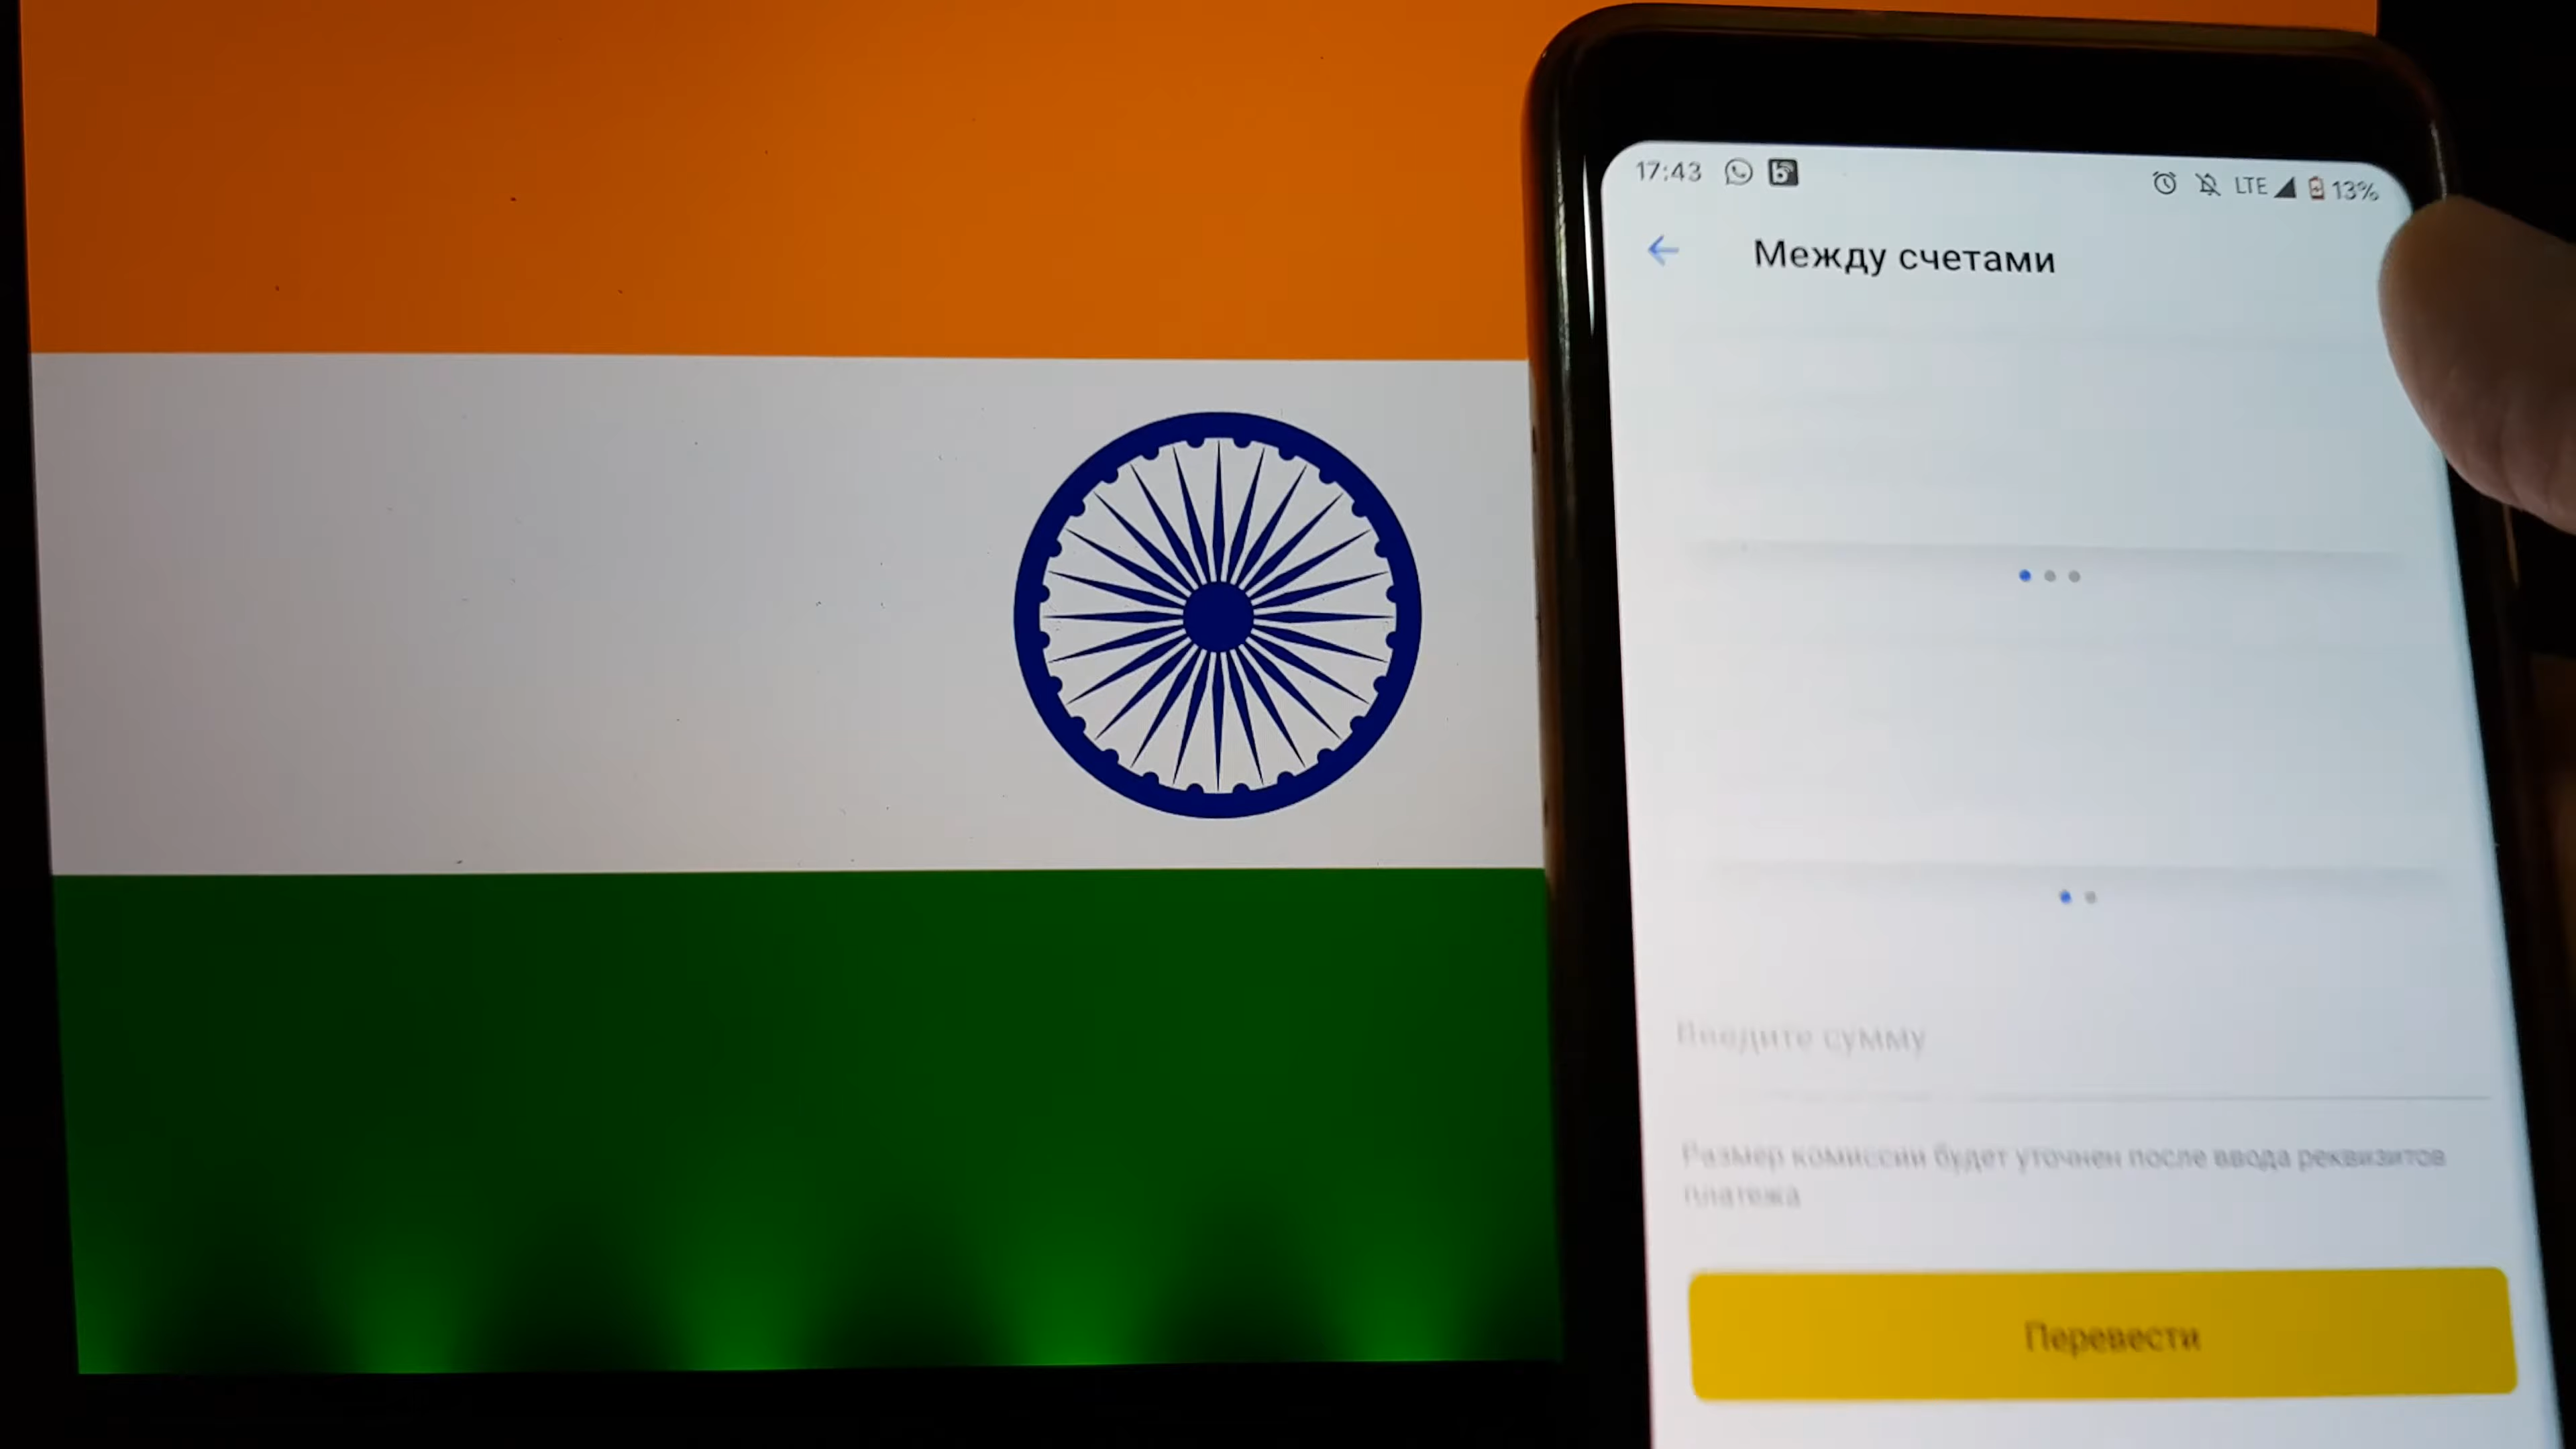 17:43 LTE 13%
Между счетами
Введите сумму
Размер комиссии будет уточнен после ввода реквизитов
платежа
Перевести